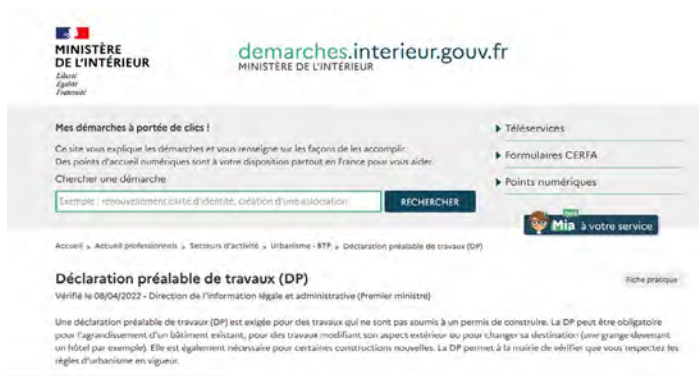 MINISTÈRE
DE L'INTÉRIEUR
Liberté
Égalité
Fraternité
demarches.interieur.gouv.fr
MINISTÈRE DE L'INTÉRIEUR
Mes démarches à portée de clics !
Ce site vous explique les démarches et vous renseigne sur les façons de les accomplir.
Des points d'accueil numériques sont à votre disposition partout en France pour vous aider.
Chercher une démarche
Exemple : renouvellement carte d'identité, création d'une association
RECHERCHER
Téléservices
Formulaires CERFA
Points numériques
Mia à votre service
Accueil > Accueil professionnels > Secteurs d'activité > Urbanisme - BTP > Déclaration préalable de travaux (DP)
Déclaration préalable de travaux (DP)
Fiche pratique
Vérifié le 08/04/2022 - Direction de l'information légale et administrative (Premier ministre)
Une déclaration préalable de travaux (DP) est exigée pour des travaux qui ne sont pas soumis à un permis de construire. La DP peut être obligatoire
pour l'agrandissement d'un bâtiment existant, pour des travaux modifiant son aspect extérieur ou pour changer sa destination (une grange devenant
un hôtel par exemple). Elle est également nécessaire pour certaines constructions nouvelles. La DP permet à la mairie de vérifier que vous respectez les
règles d'urbanisme en vigueur.